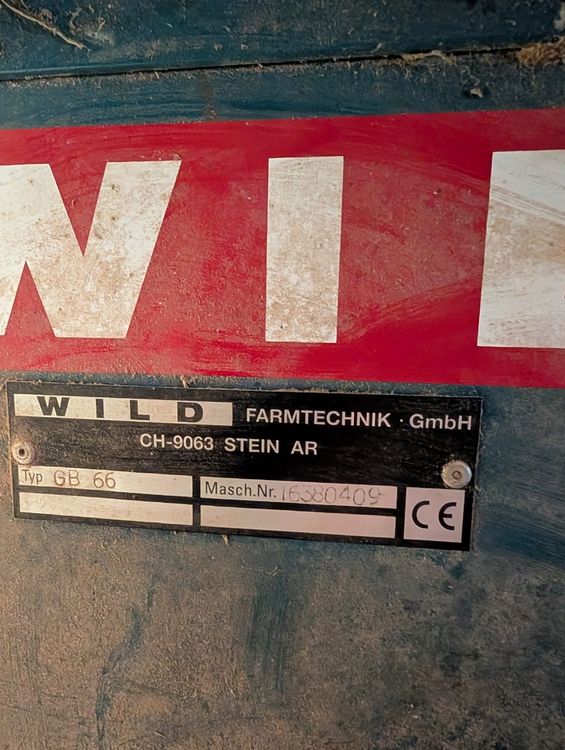 WIL
WILD FARMTECHNIK · GmbH
CH-9063 STEIN AR
Typ GB 66 Masch.Nr. 16380409
CE